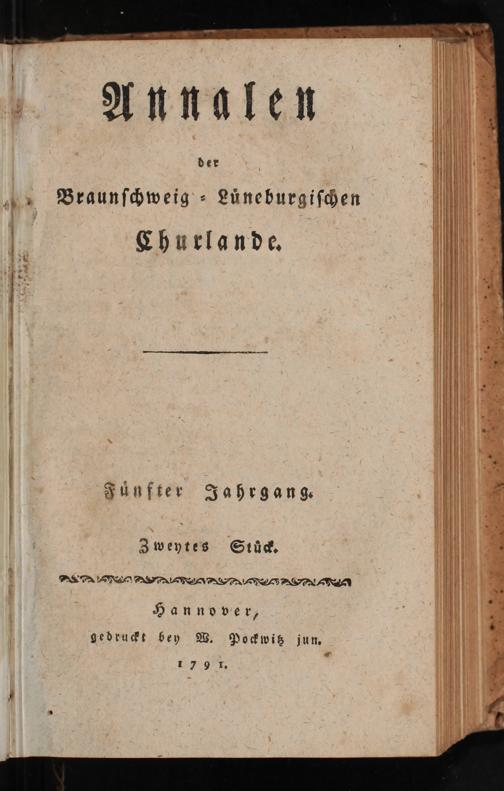 Annalen
der
Braunschweig-Lüneburgischen
Churlande.
Fünfter Jahrgang.
Zweytes Stück.
Hannover,
gedruckt bey W. Pockwitz jun.
1791.